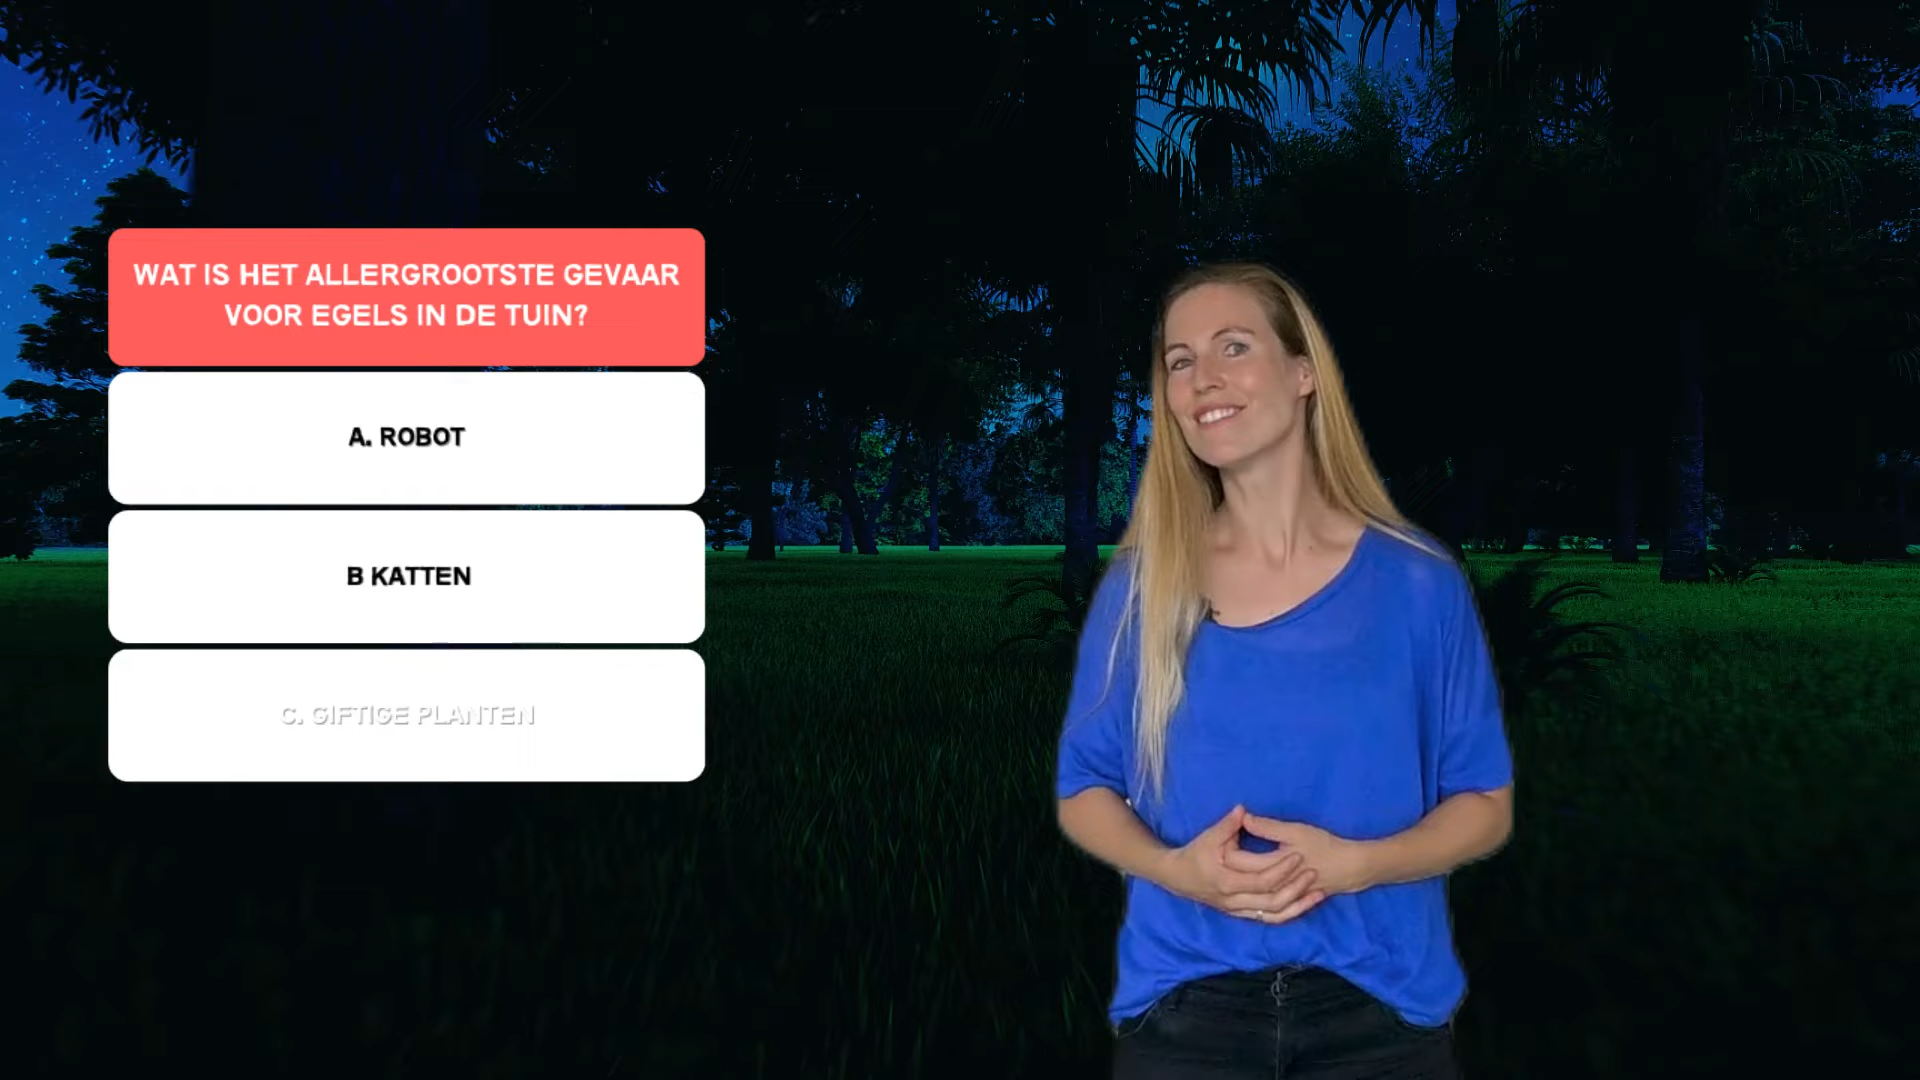 WAT IS HET ALLERGROOTSTE GEVAAR
VOOR EGELS IN DE TUIN?
A. ROBOT
B KATTEN
C. GIFTIGE PLANTEN